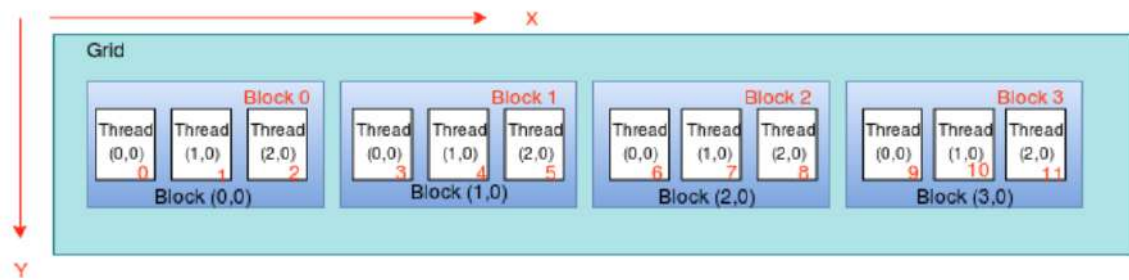 X
Grid
Block 0 Block 1 Block 2 Block 3
Thread Thread Thread Thread Thread Thread Thread Thread Thread Thread Thread Thread
(0,0) (1,0) (2,0) (0,0) (1,0) (2,0) (0,0) (1,0) (2,0) (0,0) (1,0) (2,0)
0 1 2 3 4 5 6 7 8 9 10 11
Block (0,0) Block (1,0) Block (2,0) Block (3,0)
Y